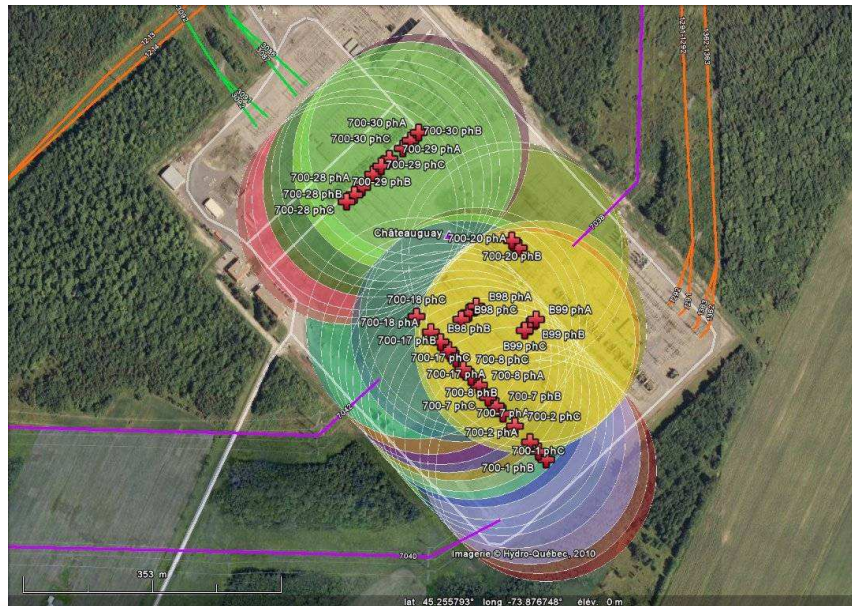 1215
1214
3092
700-30 phA
700-30 phB
700-30 phC
700-29 phA
700-29 phC
700-28 phA
700-29 phB
700-28 phB
700-28 phC
Châteauguay
700-20 phA
700-20 phB
7038
700-18 phC
B98 phA
B98 phC
B99 phA
700-18 phA
B98 phB
B99 phB
700-17 phB
B99 phC
700-17 phC
700-8 phC
700-17 phA
700-8 phA
700-8 phB
700-7 phB
700-7 phC
700-7 phA
700-2 phC
700-2 phA
700-1 phC
700-1 phB
7042
7040
Imagerie © Hydro-Québec, 2010
353 m
lat 45.255793° long -73.876748° élév. 0 m